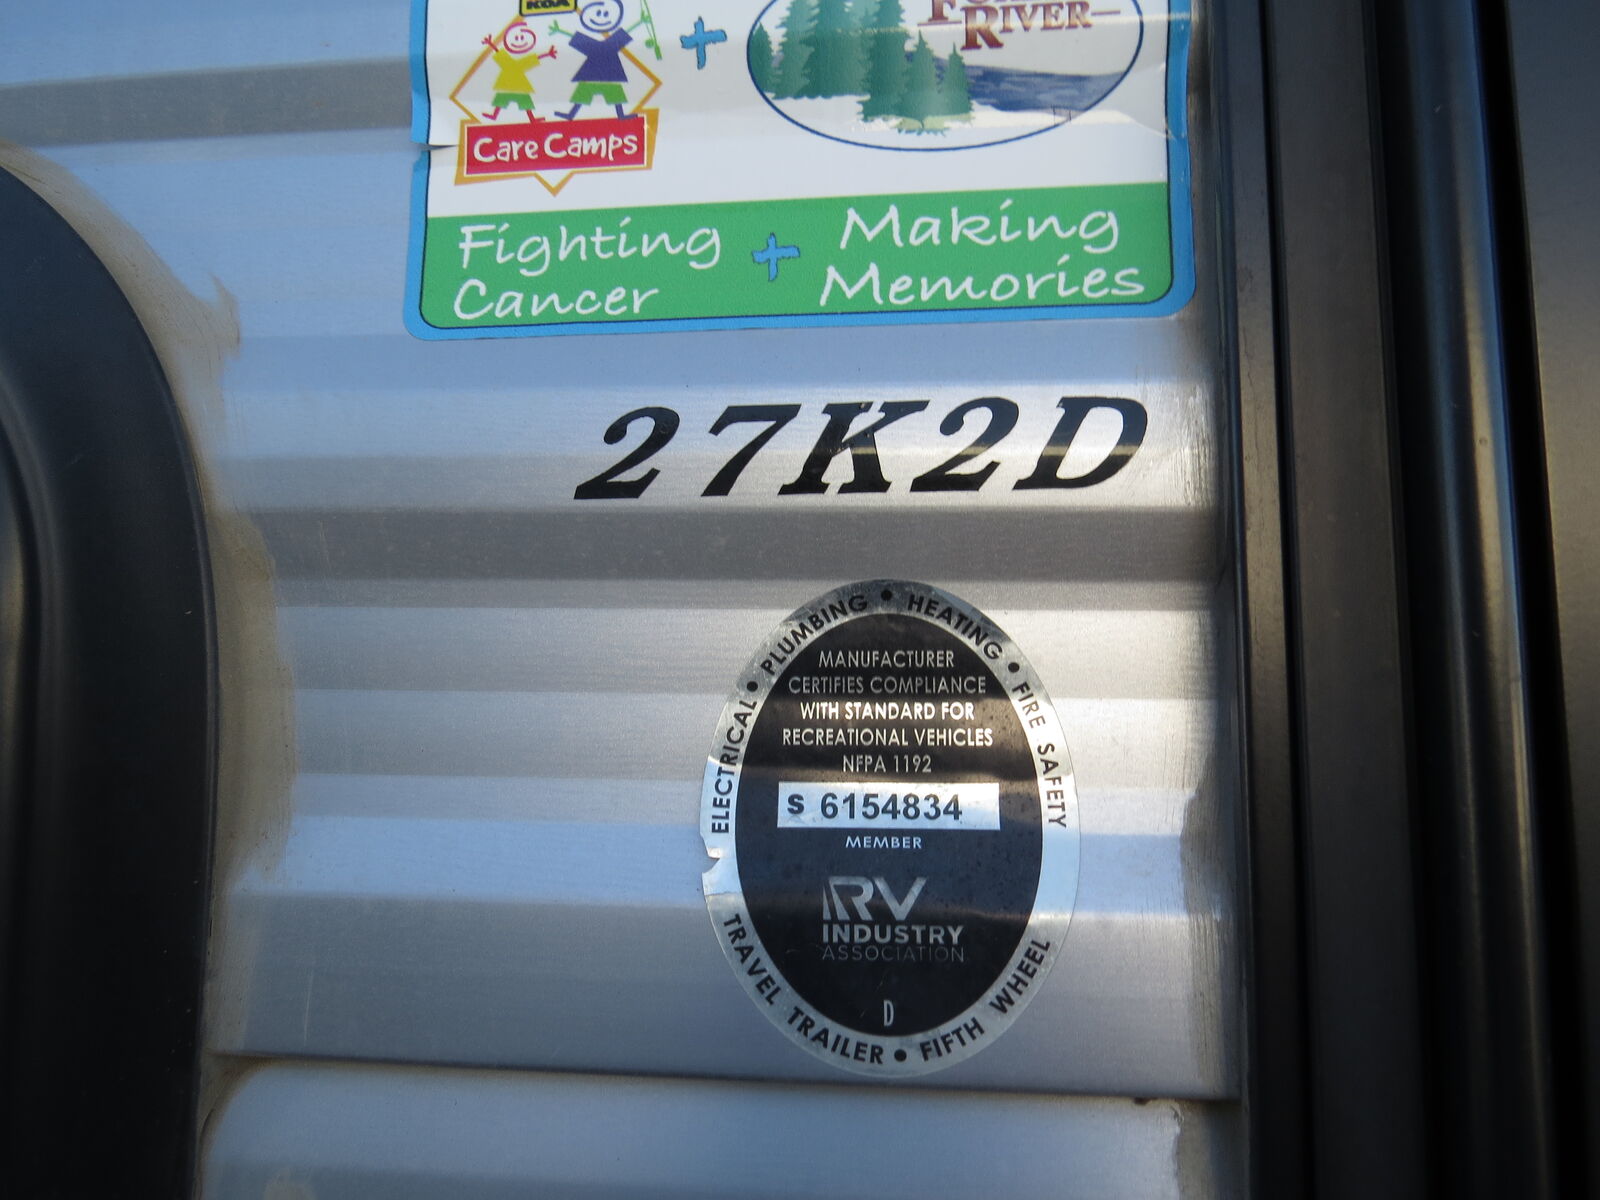 KOA
Care Camps
+
RIVER
Fighting
Cancer
+
Making
Memories
27K2D
ELECTRICAL • PLUMBING • HEATING • FIRE SAFETY
MANUFACTURER
CERTIFIES COMPLIANCE
WITH STANDARD FOR
RECREATIONAL VEHICLES
NFPA 1192
S 6154834
MEMBER
RV
INDUSTRY
ASSOCIATION
D
TRAVEL TRAILER • FIFTH WHEEL